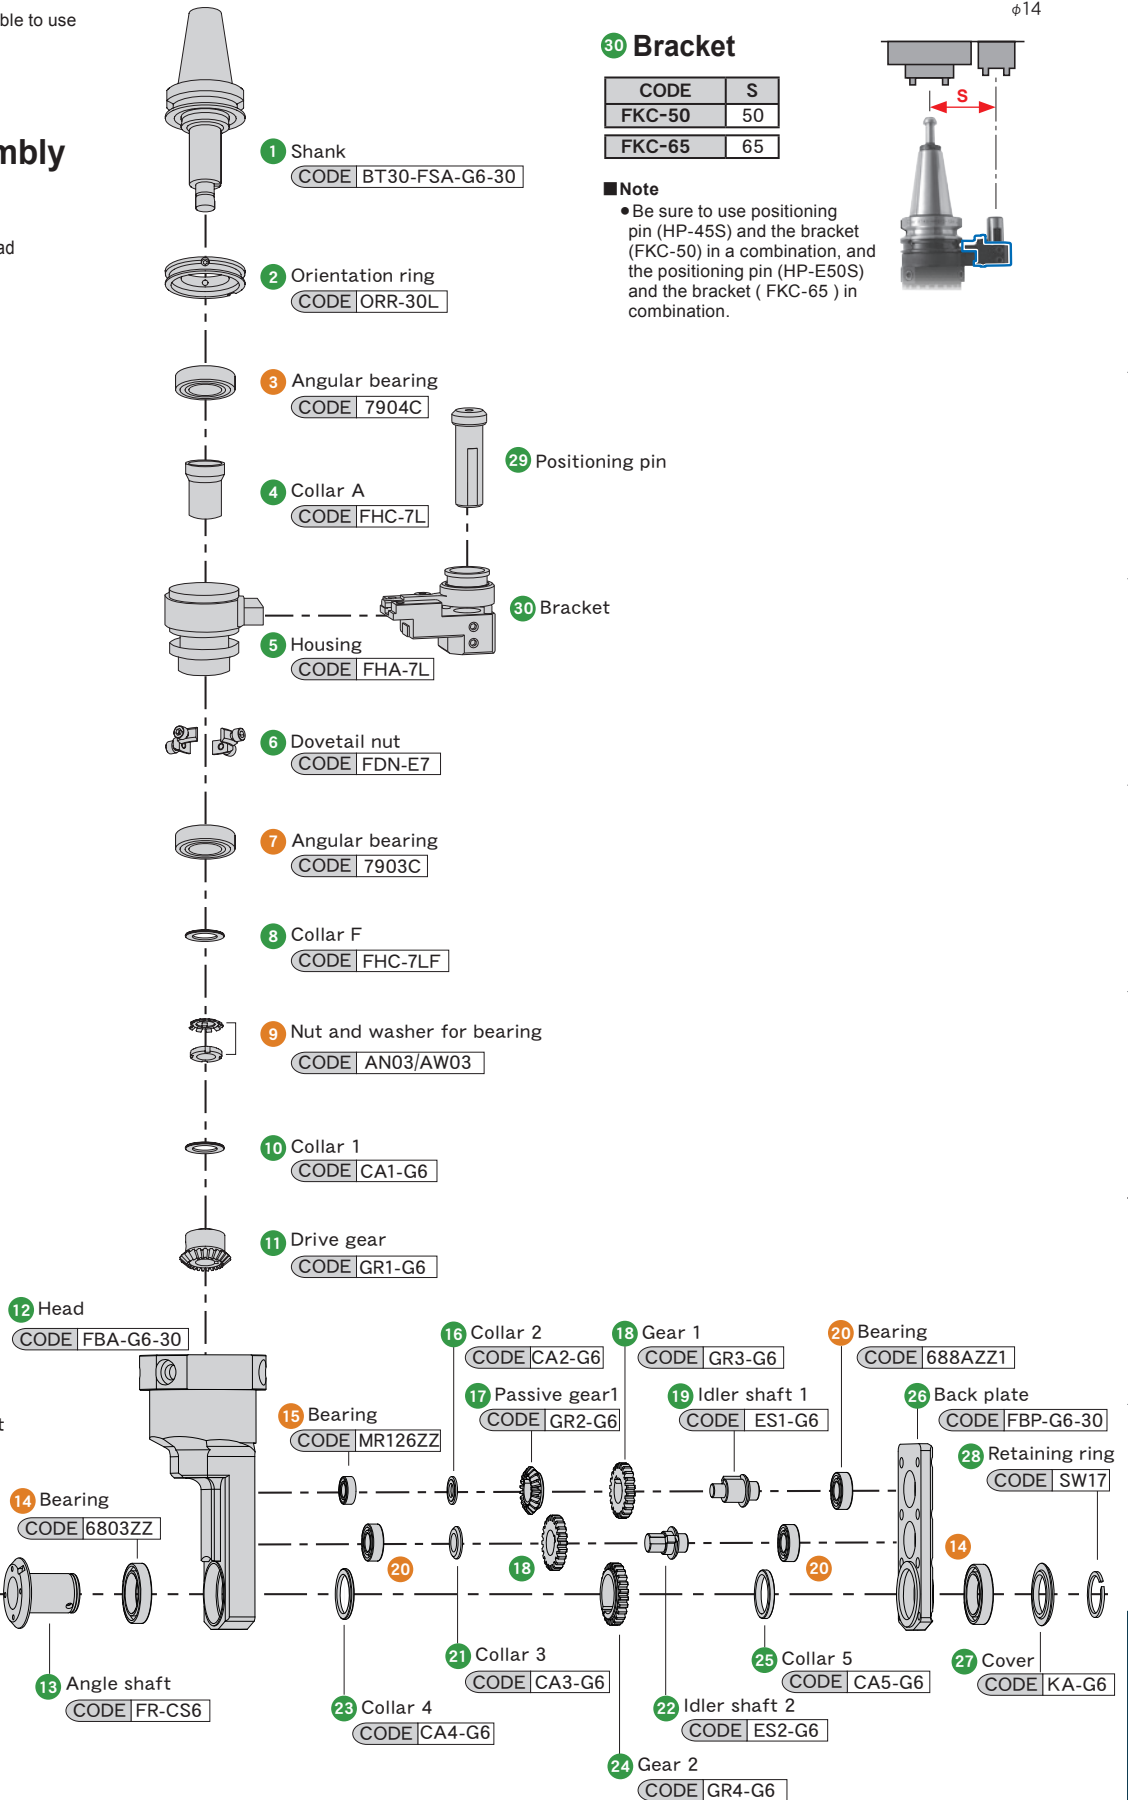 ble to use
mbly
ad
t
φ14
30 Bracket
CODE S
FKC-50 50
FKC-65 65
■Note
●Be sure to use positioning
pin (HP-45S) and the bracket
(FKC-50) in a combination, and
the positioning pin (HP-E50S)
and the bracket ( FKC-65 ) in
combination.
S
1 Shank
CODE BT30-FSA-G6-30
2 Orientation ring
CODE ORR-30L
3 Angular bearing
CODE 7904C
4 Collar A
CODE FHC-7L
29 Positioning pin
30 Bracket
5 Housing
CODE FHA-7L
6 Dovetail nut
CODE FDN-E7
7 Angular bearing
CODE 7903C
8 Collar F
CODE FHC-7LF
9 Nut and washer for bearing
CODE AN03/AW03
10 Collar 1
CODE CA1-G6
11 Drive gear
CODE GR1-G6
12 Head
CODE FBA-G6-30
16 Collar 2
CODE CA2-G6
18 Gear 1
CODE GR3-G6
20 Bearing
CODE 688AZZ1
15 Bearing
CODE MR126ZZ
17 Passive gear1
CODE GR2-G6
19 Idler shaft 1
CODE ES1-G6
26 Back plate
CODE FBP-G6-30
28 Retaining ring
CODE SW17
14 Bearing
CODE 6803ZZ
20
18
20
14
13 Angle shaft
CODE FR-CS6
21 Collar 3
CODE CA3-G6
25 Collar 5
CODE CA5-G6
27 Cover
CODE KA-G6
23 Collar 4
CODE CA4-G6
22 Idler shaft 2
CODE ES2-G6
24 Gear 2
CODE GR4-G6